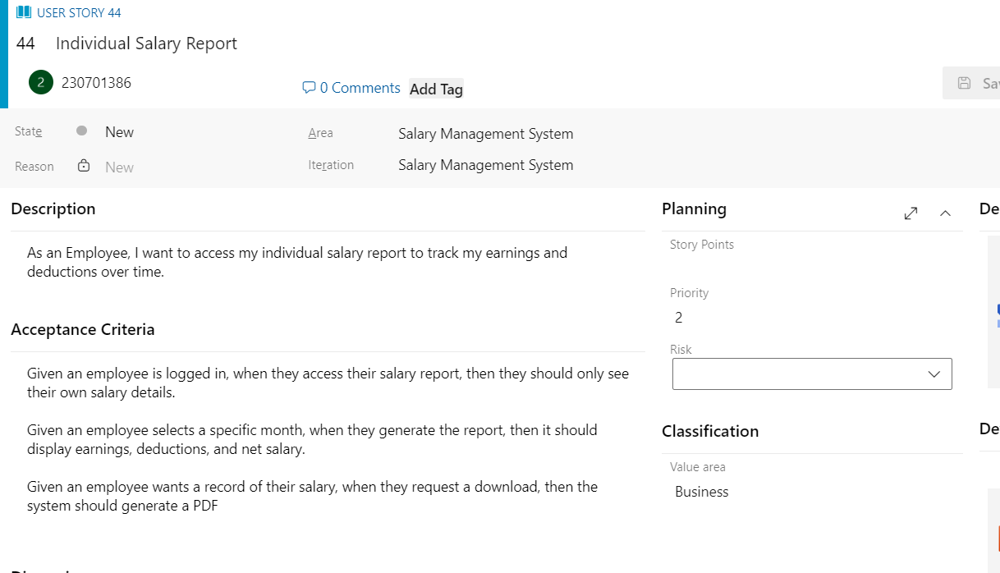 USER STORY 44
44 Individual Salary Report
2 230701386
0 Comments Add Tag
State New
Area Salary Management System
Reason New
Iteration Salary Management System
Description
As an Employee, I want to access my individual salary report to track my earnings and
deductions over time.
Acceptance Criteria
Given an employee is logged in, when they access their salary report, then they should only see
their own salary details.
Given an employee selects a specific month, when they generate the report, then it should
display earnings, deductions, and net salary.
Given an employee wants a record of their salary, when they request a download, then the
system should generate a PDF
Planning
Story Points
Priority
2
Risk
Classification
Value area
Business